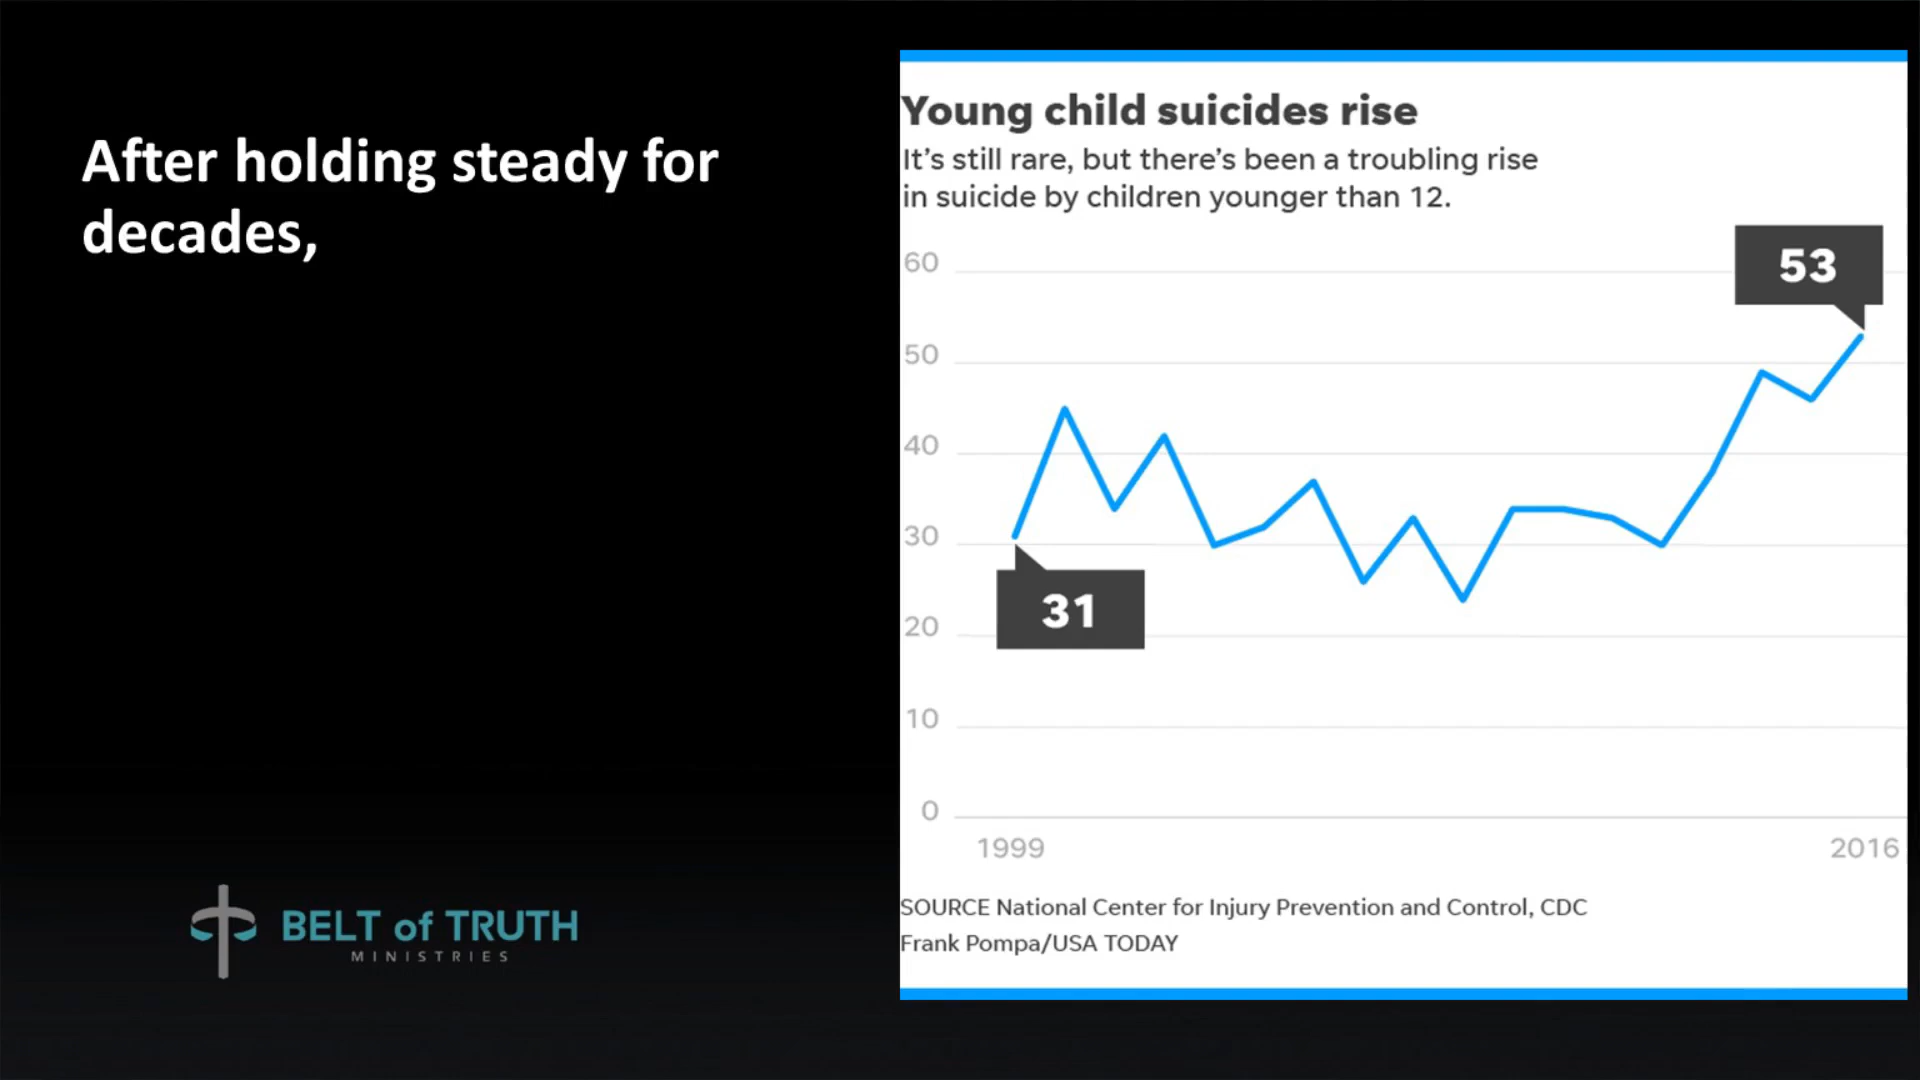 After holding steady for
decades,
BELT of TRUTH
MINISTRIES
Young child suicides rise
It's still rare, but there's been a troubling rise
in suicide by children younger than 12.
60
53
50
40
30
31
20
10
0
1999 2016
SOURCE National Center for Injury Prevention and Control, CDC
Frank Pompa/USA TODAY